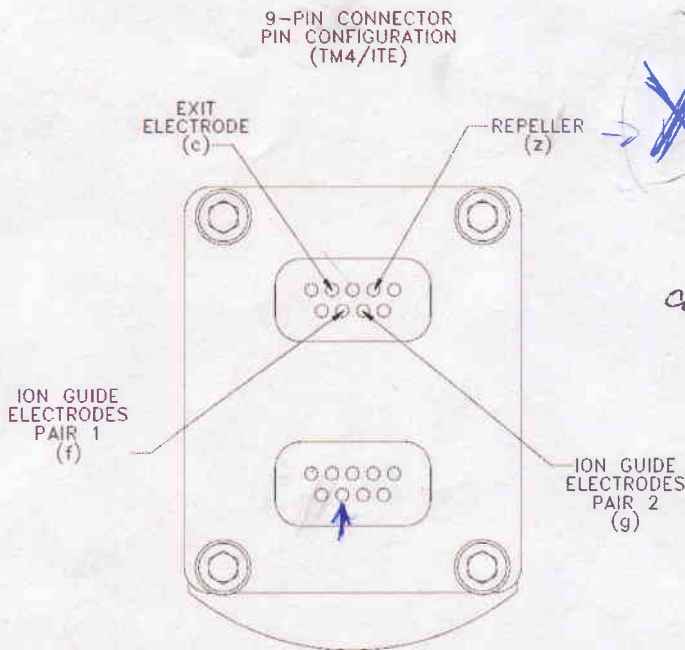 9-PIN CONNECTOR
PIN CONFIGURATION
(TM4/ITE)
EXIT
ELECTRODE
(c)
REPELLER
(z)
ION GUIDE
ELECTRODES
PAIR 1
(f)
ION GUIDE
ELECTRODES
PAIR 2
(g)